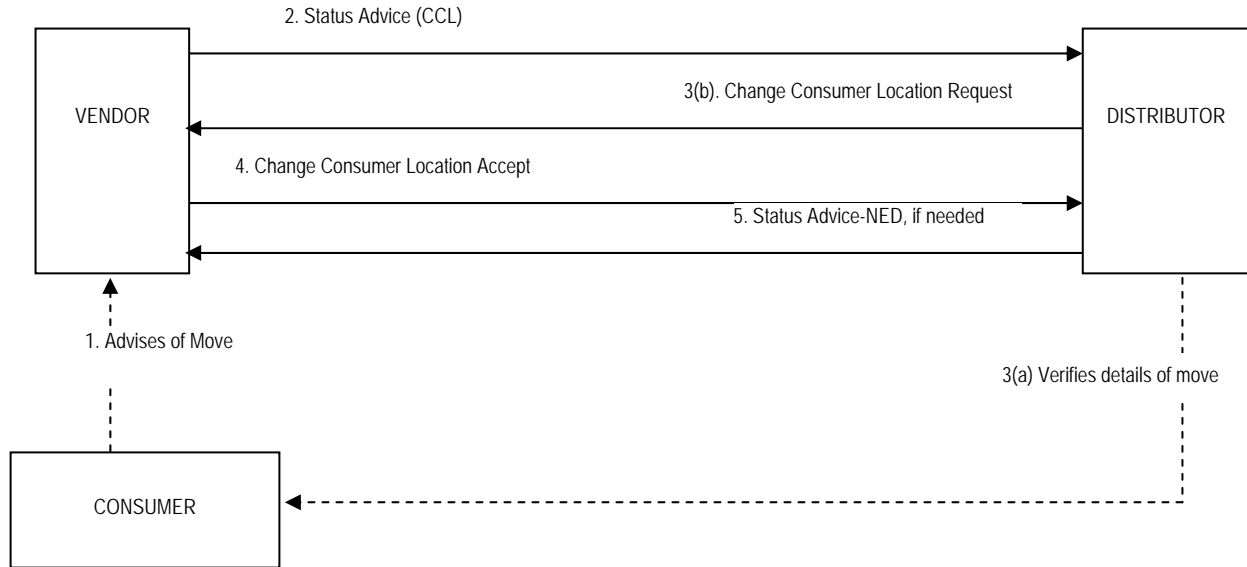 2. Status Advice (CCL)
3(b). Change Consumer Location Request
VENDOR
DISTRIBUTOR
4. Change Consumer Location Accept
5. Status Advice-NED, if needed
1. Advises of Move
3(a) Verifies details of move
CONSUMER